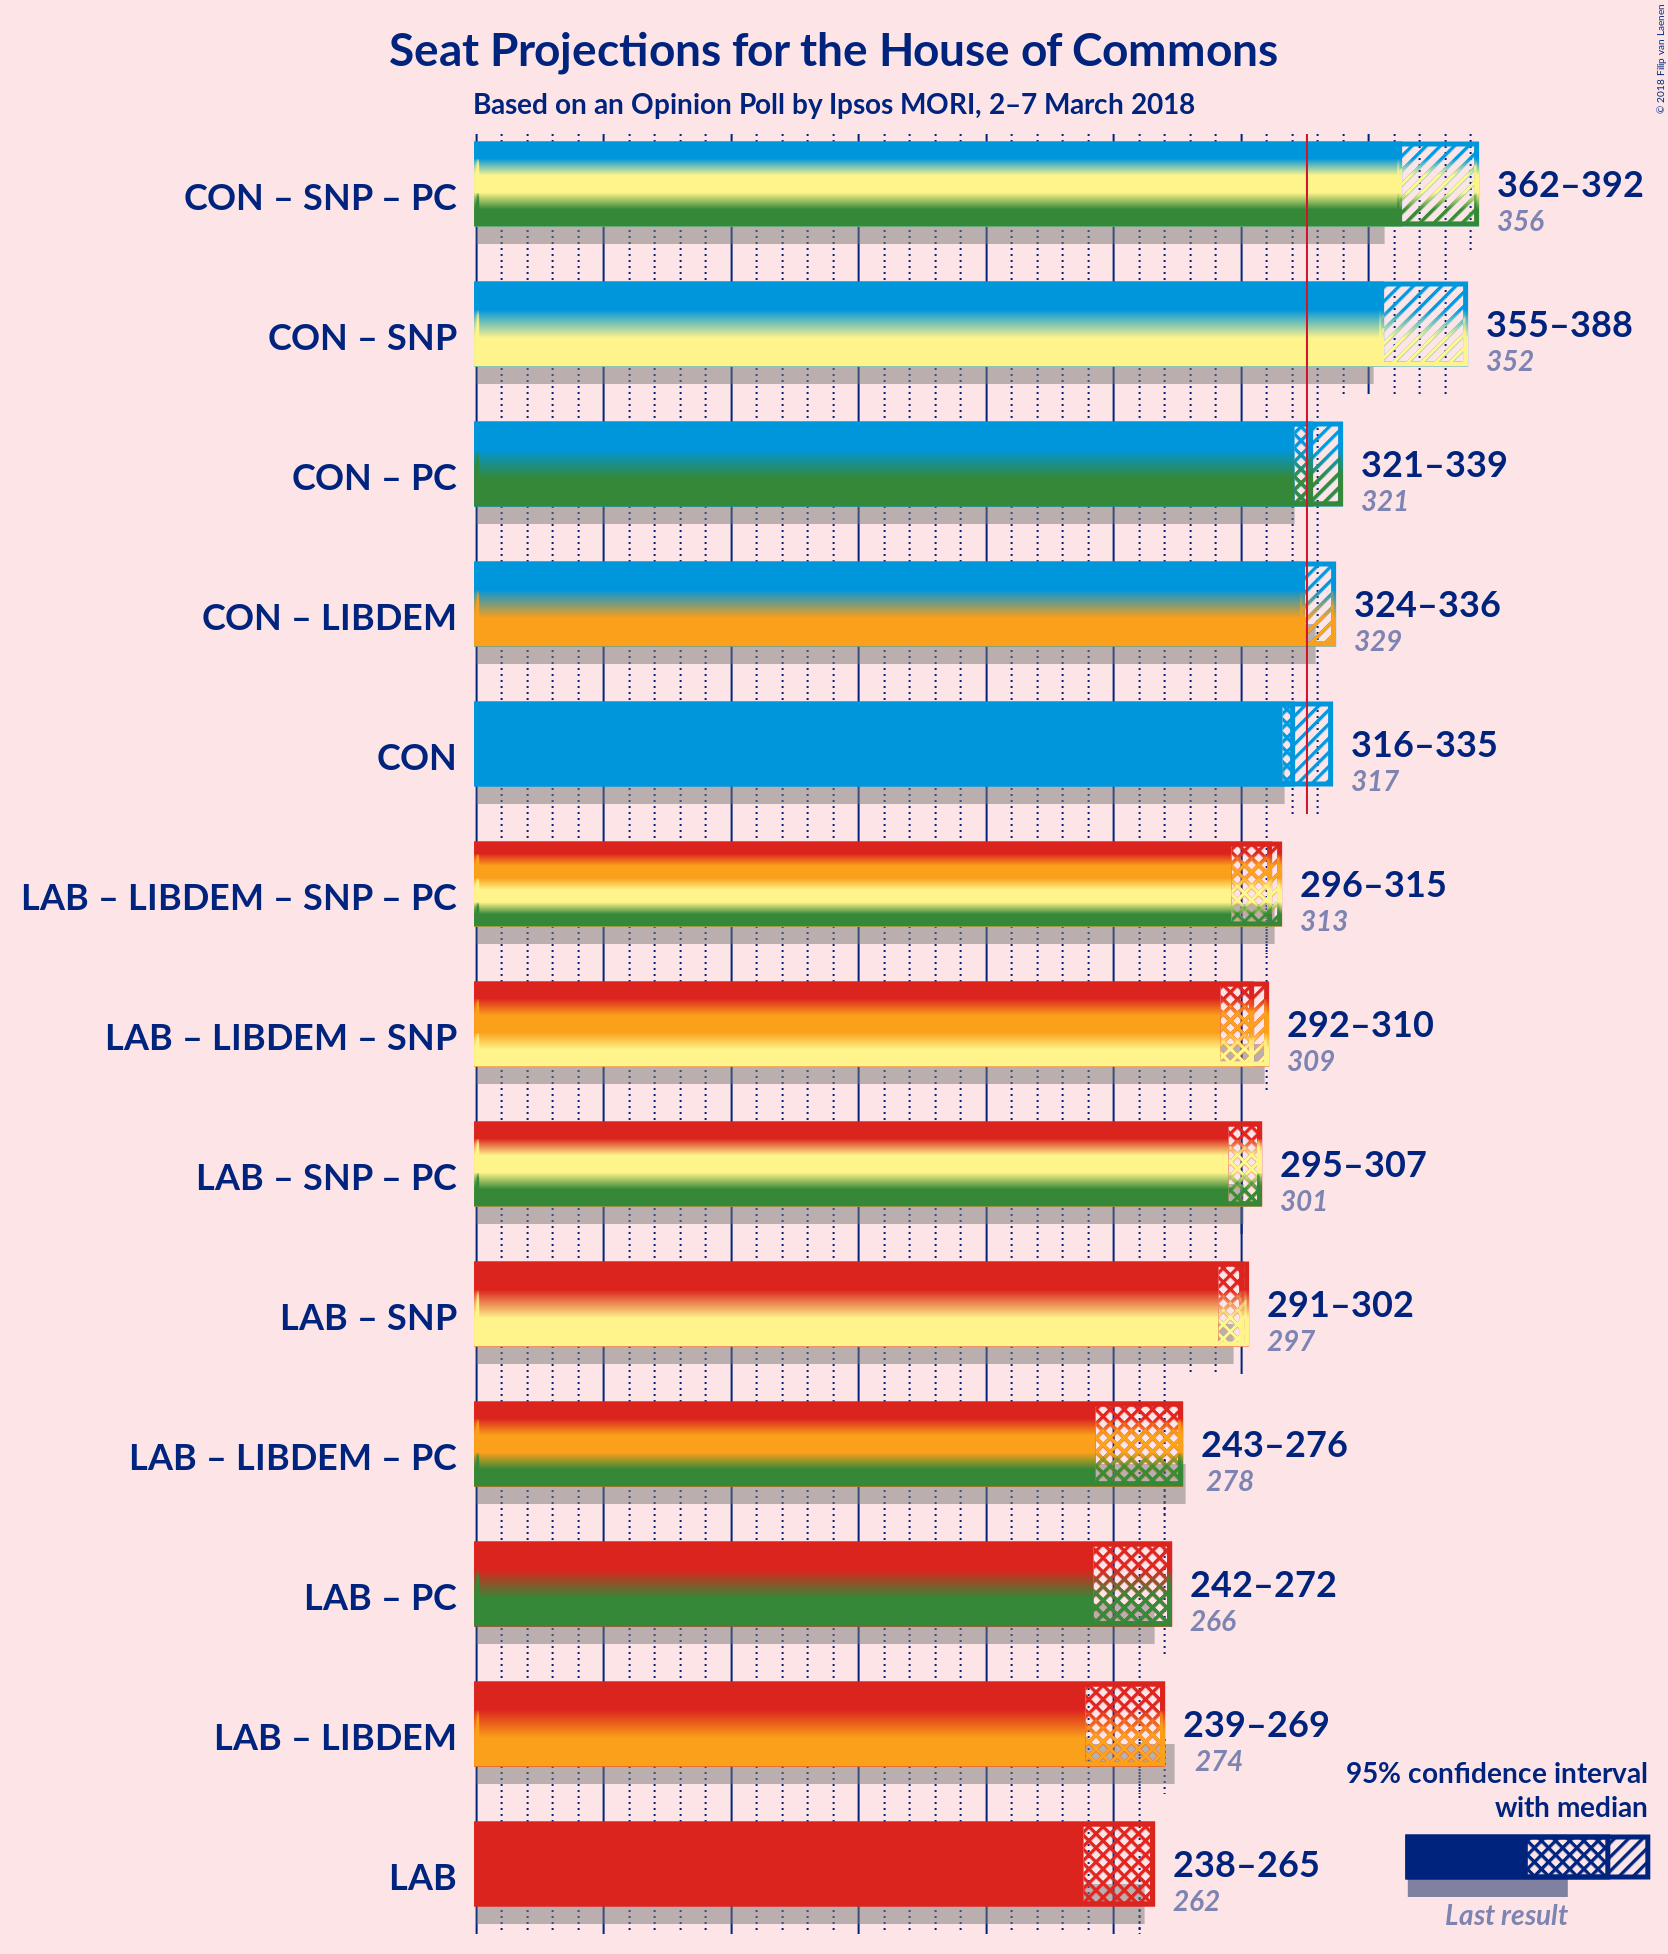 Seat Projections for the House of Commons
Based on an Opinion Poll by Ipsos MORI, 2–7 March 2018
© 2018 Filip van Laenen
CON – SNP – PC
362–392
356
CON – SNP
355–388
352
CON – PC
321–339
321
CON – LIBDEM
324–336
329
CON
316–335
317
LAB – LIBDEM – SNP – PC
296–315
313
LAB – LIBDEM – SNP
292–310
309
LAB – SNP – PC
295–307
301
LAB – SNP
291–302
297
LAB – LIBDEM – PC
243–276
278
LAB – PC
242–272
266
LAB – LIBDEM
239–269
274
LAB
238–265
262
95% confidence interval
with median
Last result